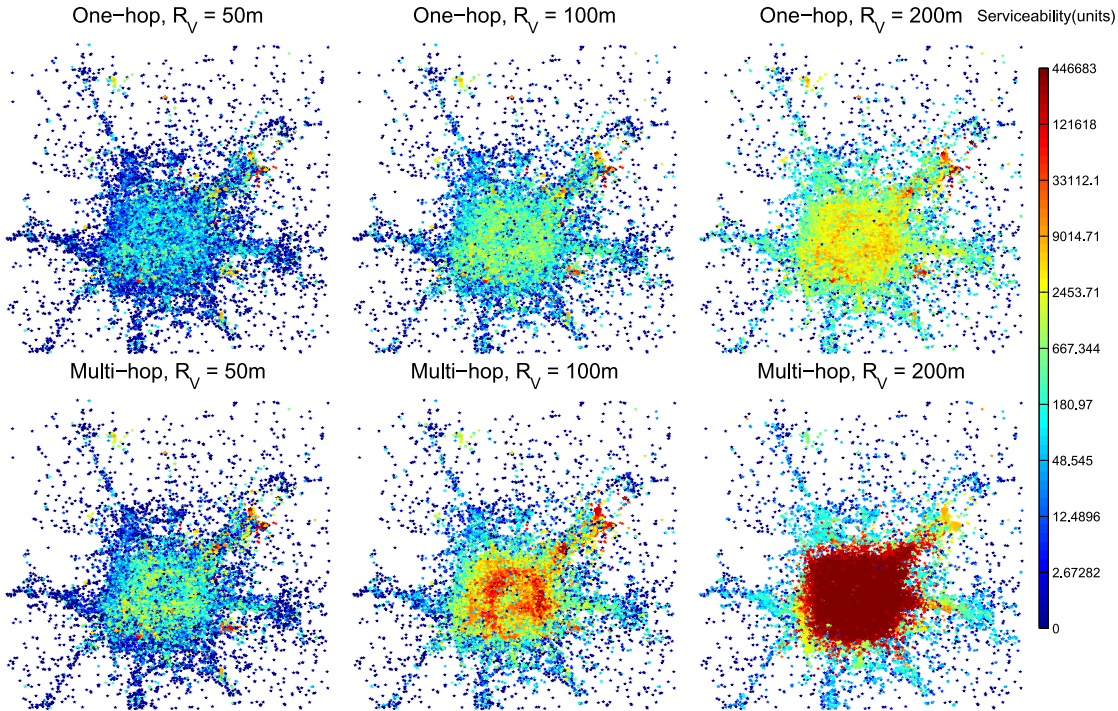 One−hop, R_V = 50m
One−hop, R_V = 100m
One−hop, R_V = 200m
Serviceability(units)
446683
121618
33112.1
9014.71
2453.71
667.344
180.97
48.545
12.4896
2.67282
0
Multi−hop, R_V = 50m
Multi−hop, R_V = 100m
Multi−hop, R_V = 200m